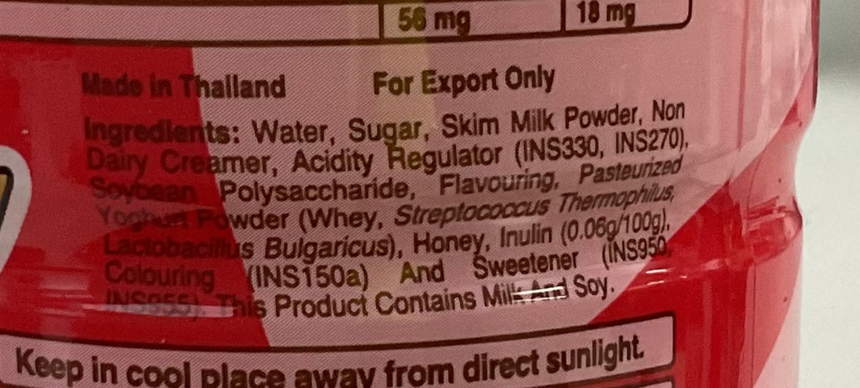 56 mg 18 mg
Made in Thailand For Export Only
Ingredients: Water, Sugar, Skim Milk Powder, Non
Dairy Creamer, Acidity Regulator (INS330, INS270),
Soybean Polysaccharide, Flavouring, Pasteurized
Yoghurt Powder (Whey, Streptococcus Thermophilus,
Lactobacillus Bulgaricus), Honey, Inulin (0.06g/100g),
Colouring (INS150a) And Sweetener (INS950,
INS955). This Product Contains Milk And Soy.
Keep in cool place away from direct sunlight.